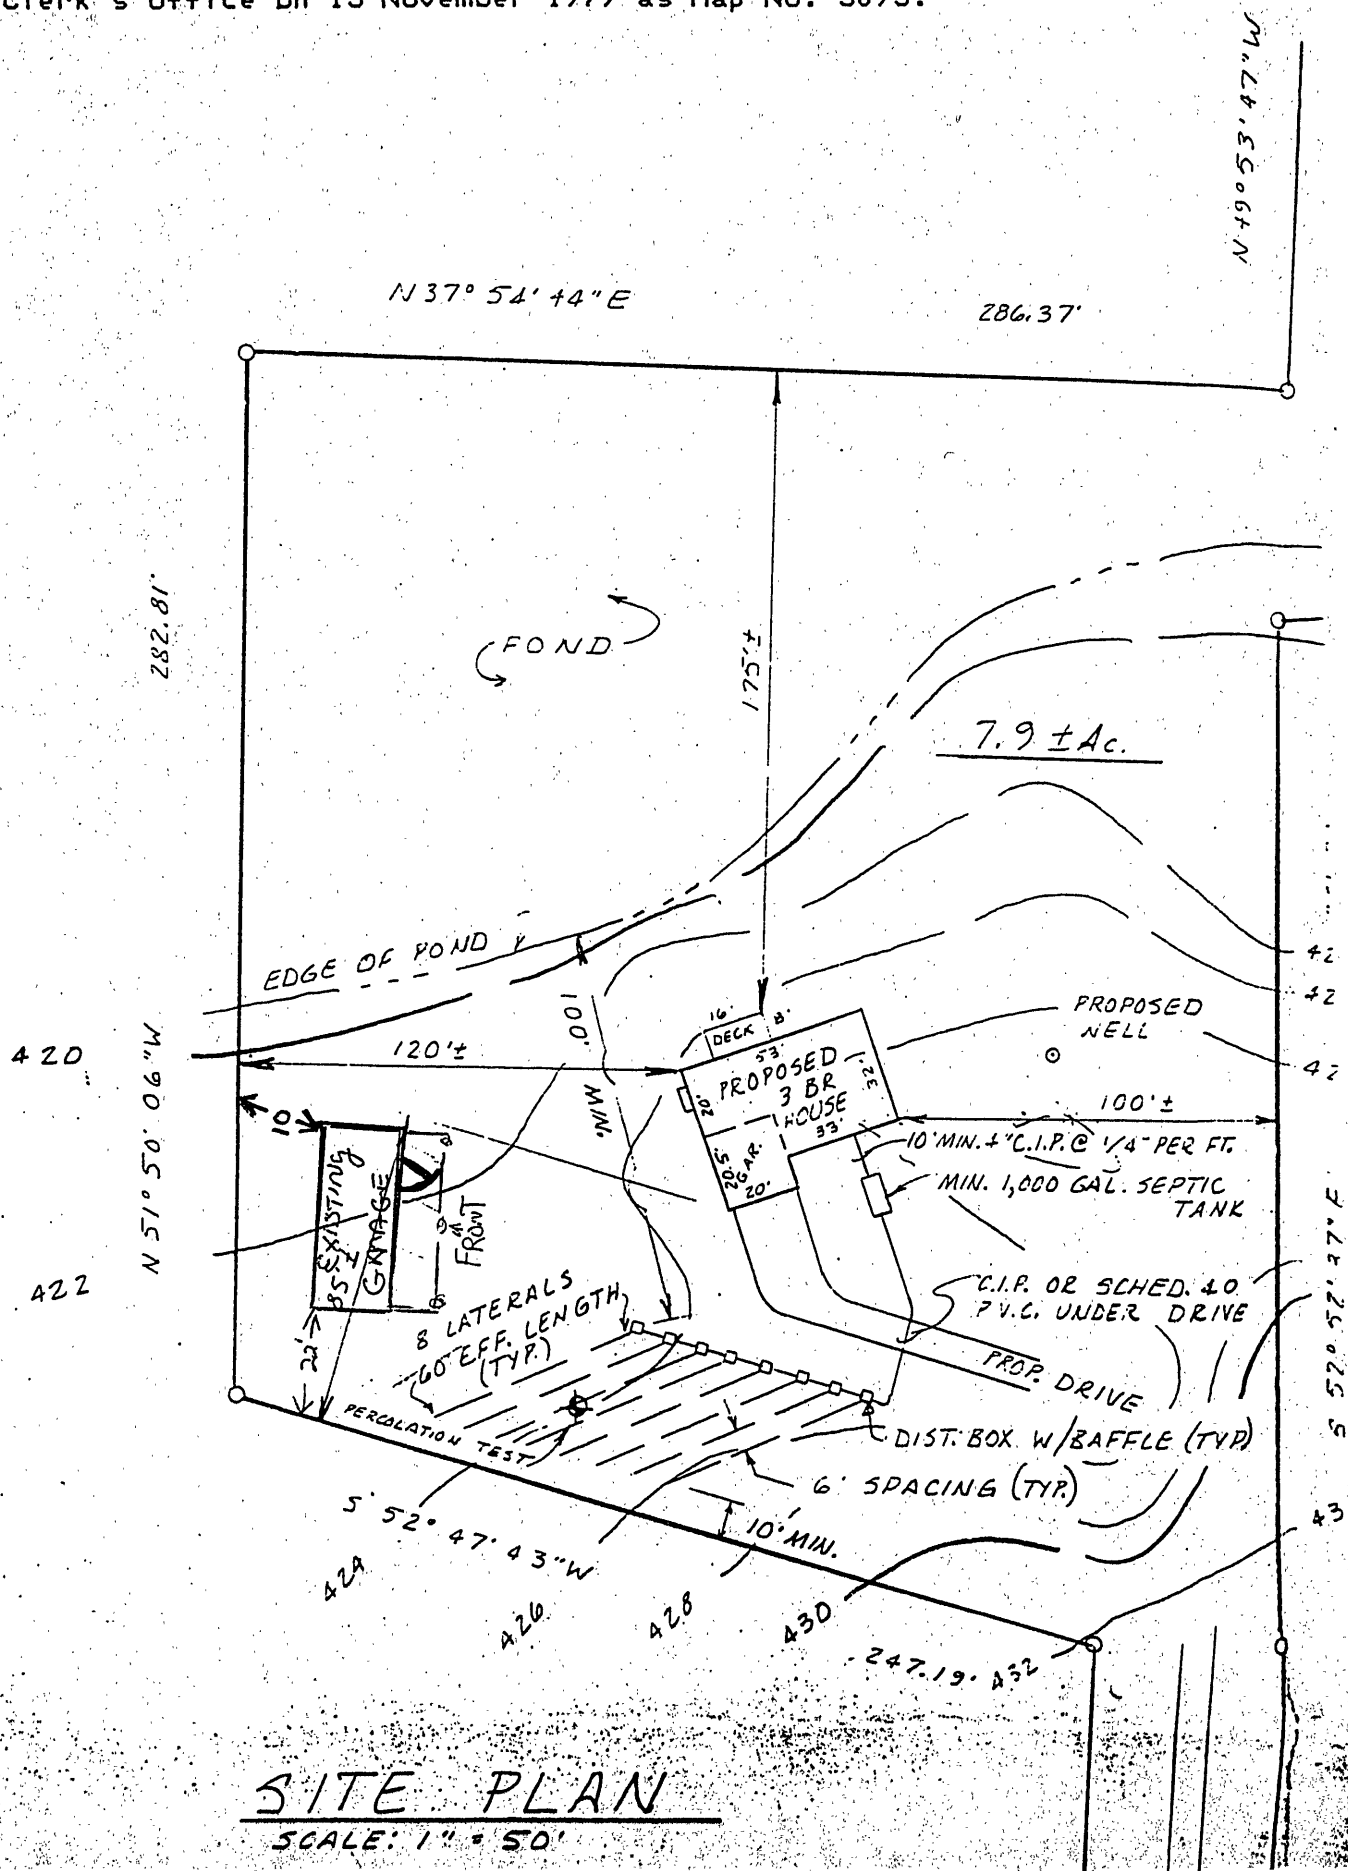 Clerk's Office on 15 November 1979 as Map No.
N 49° 53' 47" W
N 37° 54' 44" E
286.37'
282.81'
POND
175'±
7.9 ± Ac.
EDGE OF POND
100'
MIN.
N 51° 50' 06" W
420
120'±
16'
DECK 8'
53'
PROPOSED
3 BR
HOUSE
32'
33'
20'
20.5'
GAR.
20'
PROPOSED
WELL
42
42
42
100'±
10
EXISTING
GARAGE
FRONT
22'
10' MIN. 4" C.I.P. @ 1/4" PER FT.
MIN. 1,000 GAL. SEPTIC
TANK
422
8 LATERALS
60' EFF. LENGTH
(TYP.)
C.I.P. OR SCHED. 40
P.V.C. UNDER DRIVE
PROP. DRIVE
S 52° 52' 37" E
PERCOLATION TEST
DIST. BOX W/BAFFLE (TYP.)
6' SPACING (TYP.)
10' MIN.
S 52° 47' 43" W
43
424
426
428
430
432
247.19'
SITE PLAN
SCALE: 1" = 50'